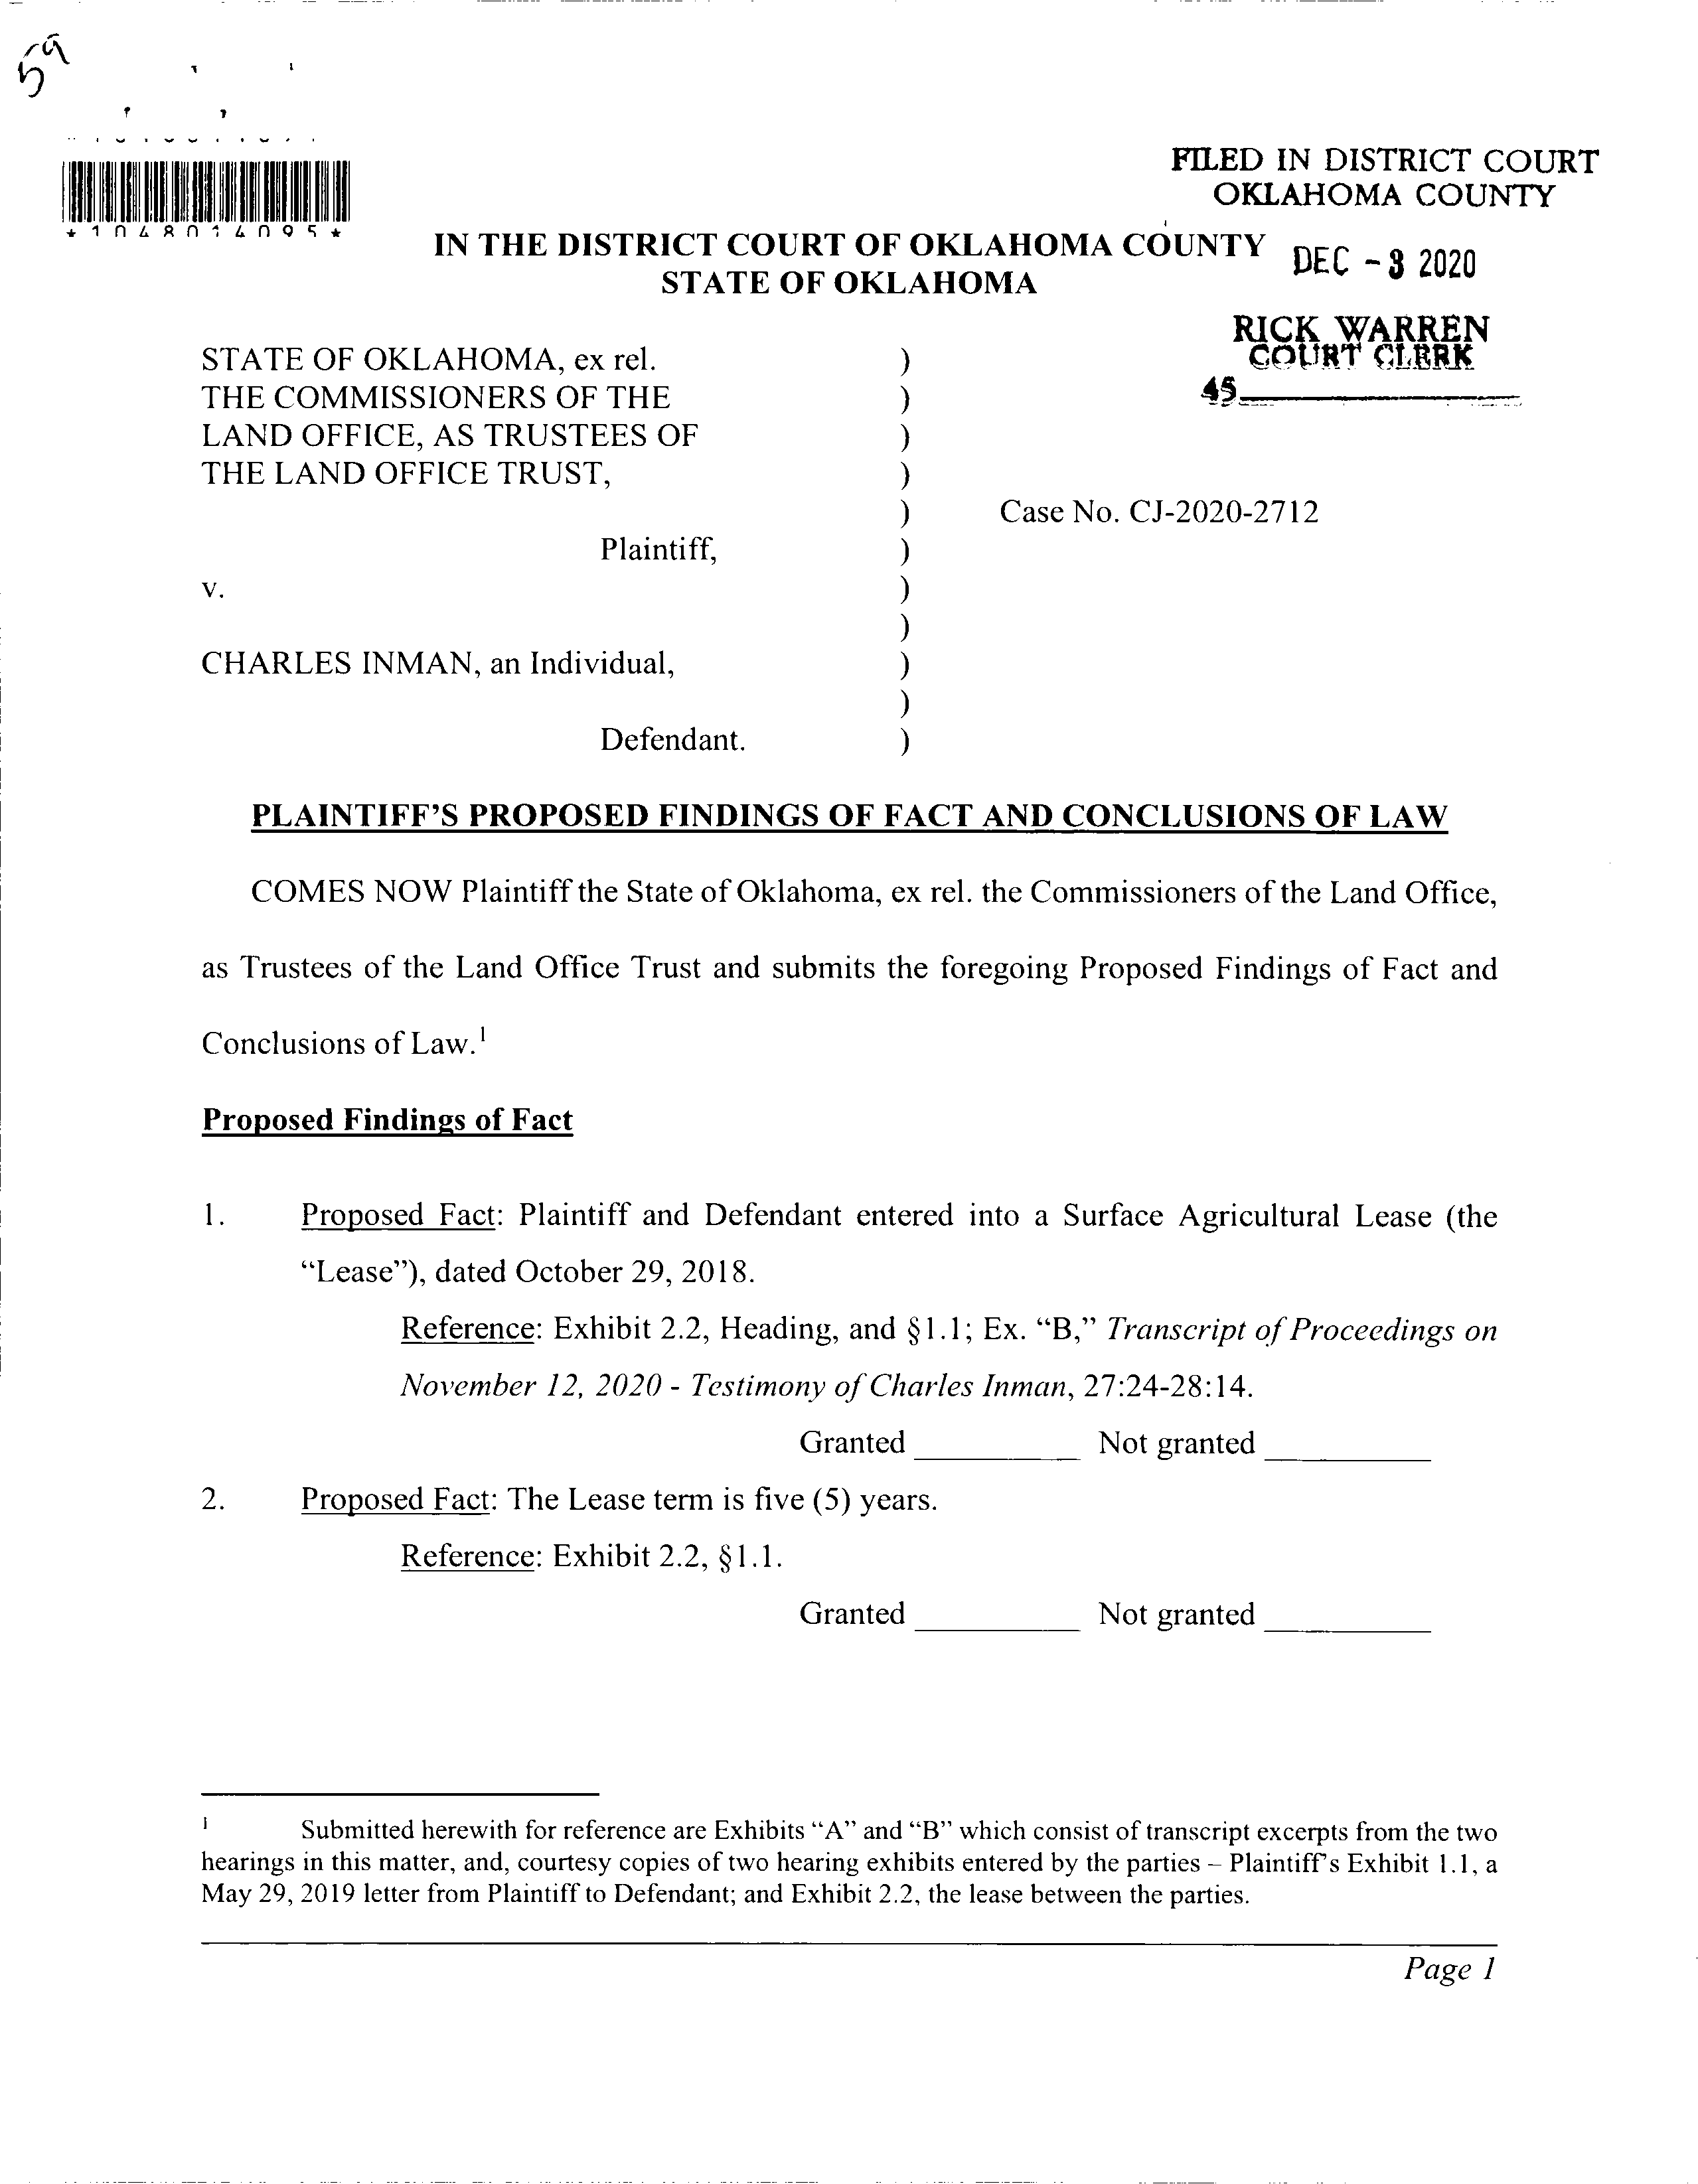 59
*1048014095*
FILED IN DISTRICT COURT
OKLAHOMA COUNTY
IN THE DISTRICT COURT OF OKLAHOMA COUNTY
DEC - 3 2020
STATE OF OKLAHOMA
RICK WARREN
COURT CLERK
45
STATE OF OKLAHOMA, ex rel. )
THE COMMISSIONERS OF THE )
LAND OFFICE, AS TRUSTEES OF )
THE LAND OFFICE TRUST, )
) Case No. CJ-2020-2712
Plaintiff, )
v. )
)
CHARLES INMAN, an Individual, )
)
Defendant. )
PLAINTIFF'S PROPOSED FINDINGS OF FACT AND CONCLUSIONS OF LAW
COMES NOW Plaintiff the State of Oklahoma, ex rel. the Commissioners of the Land Office,
as Trustees of the Land Office Trust and submits the foregoing Proposed Findings of Fact and
Conclusions of Law.1
Proposed Findings of Fact
1. Proposed Fact: Plaintiff and Defendant entered into a Surface Agricultural Lease (the
“Lease”), dated October 29, 2018.
Reference: Exhibit 2.2, Heading, and §1.1; Ex. “B,” Transcript of Proceedings on
November 12, 2020 - Testimony of Charles Inman, 27:24-28:14.
Granted __________ Not granted __________
2. Proposed Fact: The Lease term is five (5) years.
Reference: Exhibit 2.2, §1.1.
Granted __________ Not granted __________
1 Submitted herewith for reference are Exhibits “A” and “B” which consist of transcript excerpts from the two
hearings in this matter, and, courtesy copies of two hearing exhibits entered by the parties – Plaintiff's Exhibit 1.1, a
May 29, 2019 letter from Plaintiff to Defendant; and Exhibit 2.2, the lease between the parties.
Page 1